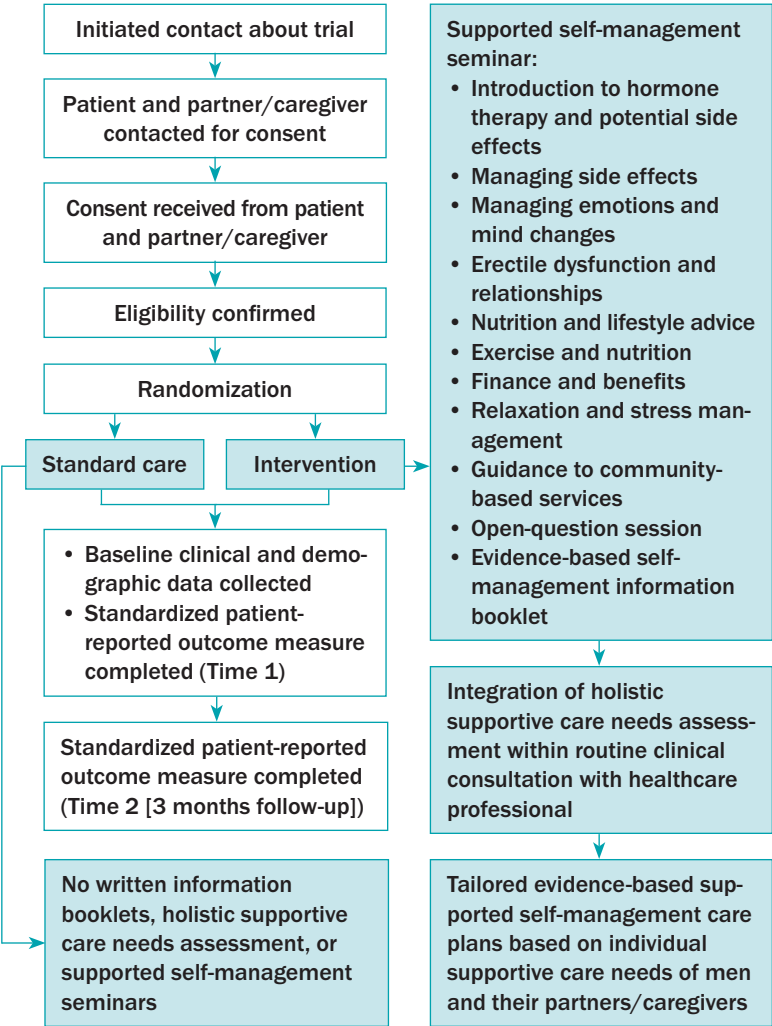 Initiated contact about trial
Patient and partner/caregiver
contacted for consent
Consent received from patient
and partner/caregiver
Eligibility confirmed
Randomization
Standard care
Intervention
• Baseline clinical and demo-
graphic data collected
• Standardized patient-
reported outcome measure
completed (Time 1)
Standardized patient-reported
outcome measure completed
(Time 2 [3 months follow-up])
No written information
booklets, holistic supportive
care needs assessment, or
supported self-management
seminars
Supported self-management
seminar:
• Introduction to hormone
therapy and potential side
effects
• Managing side effects
• Managing emotions and
mind changes
• Erectile dysfunction and
relationships
• Nutrition and lifestyle advice
• Exercise and nutrition
• Finance and benefits
• Relaxation and stress man-
agement
• Guidance to community-
based services
• Open-question session
• Evidence-based self-
management information
booklet
Integration of holistic
supportive care needs assess-
ment within routine clinical
consultation with healthcare
professional
Tailored evidence-based sup-
ported self-management care
plans based on individual
supportive care needs of men
and their partners/caregivers